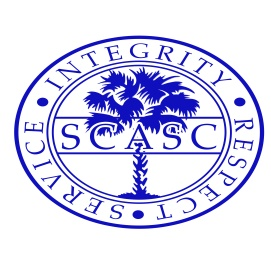 INTEGRITY • RESPECT • SERVICE •
SCASC